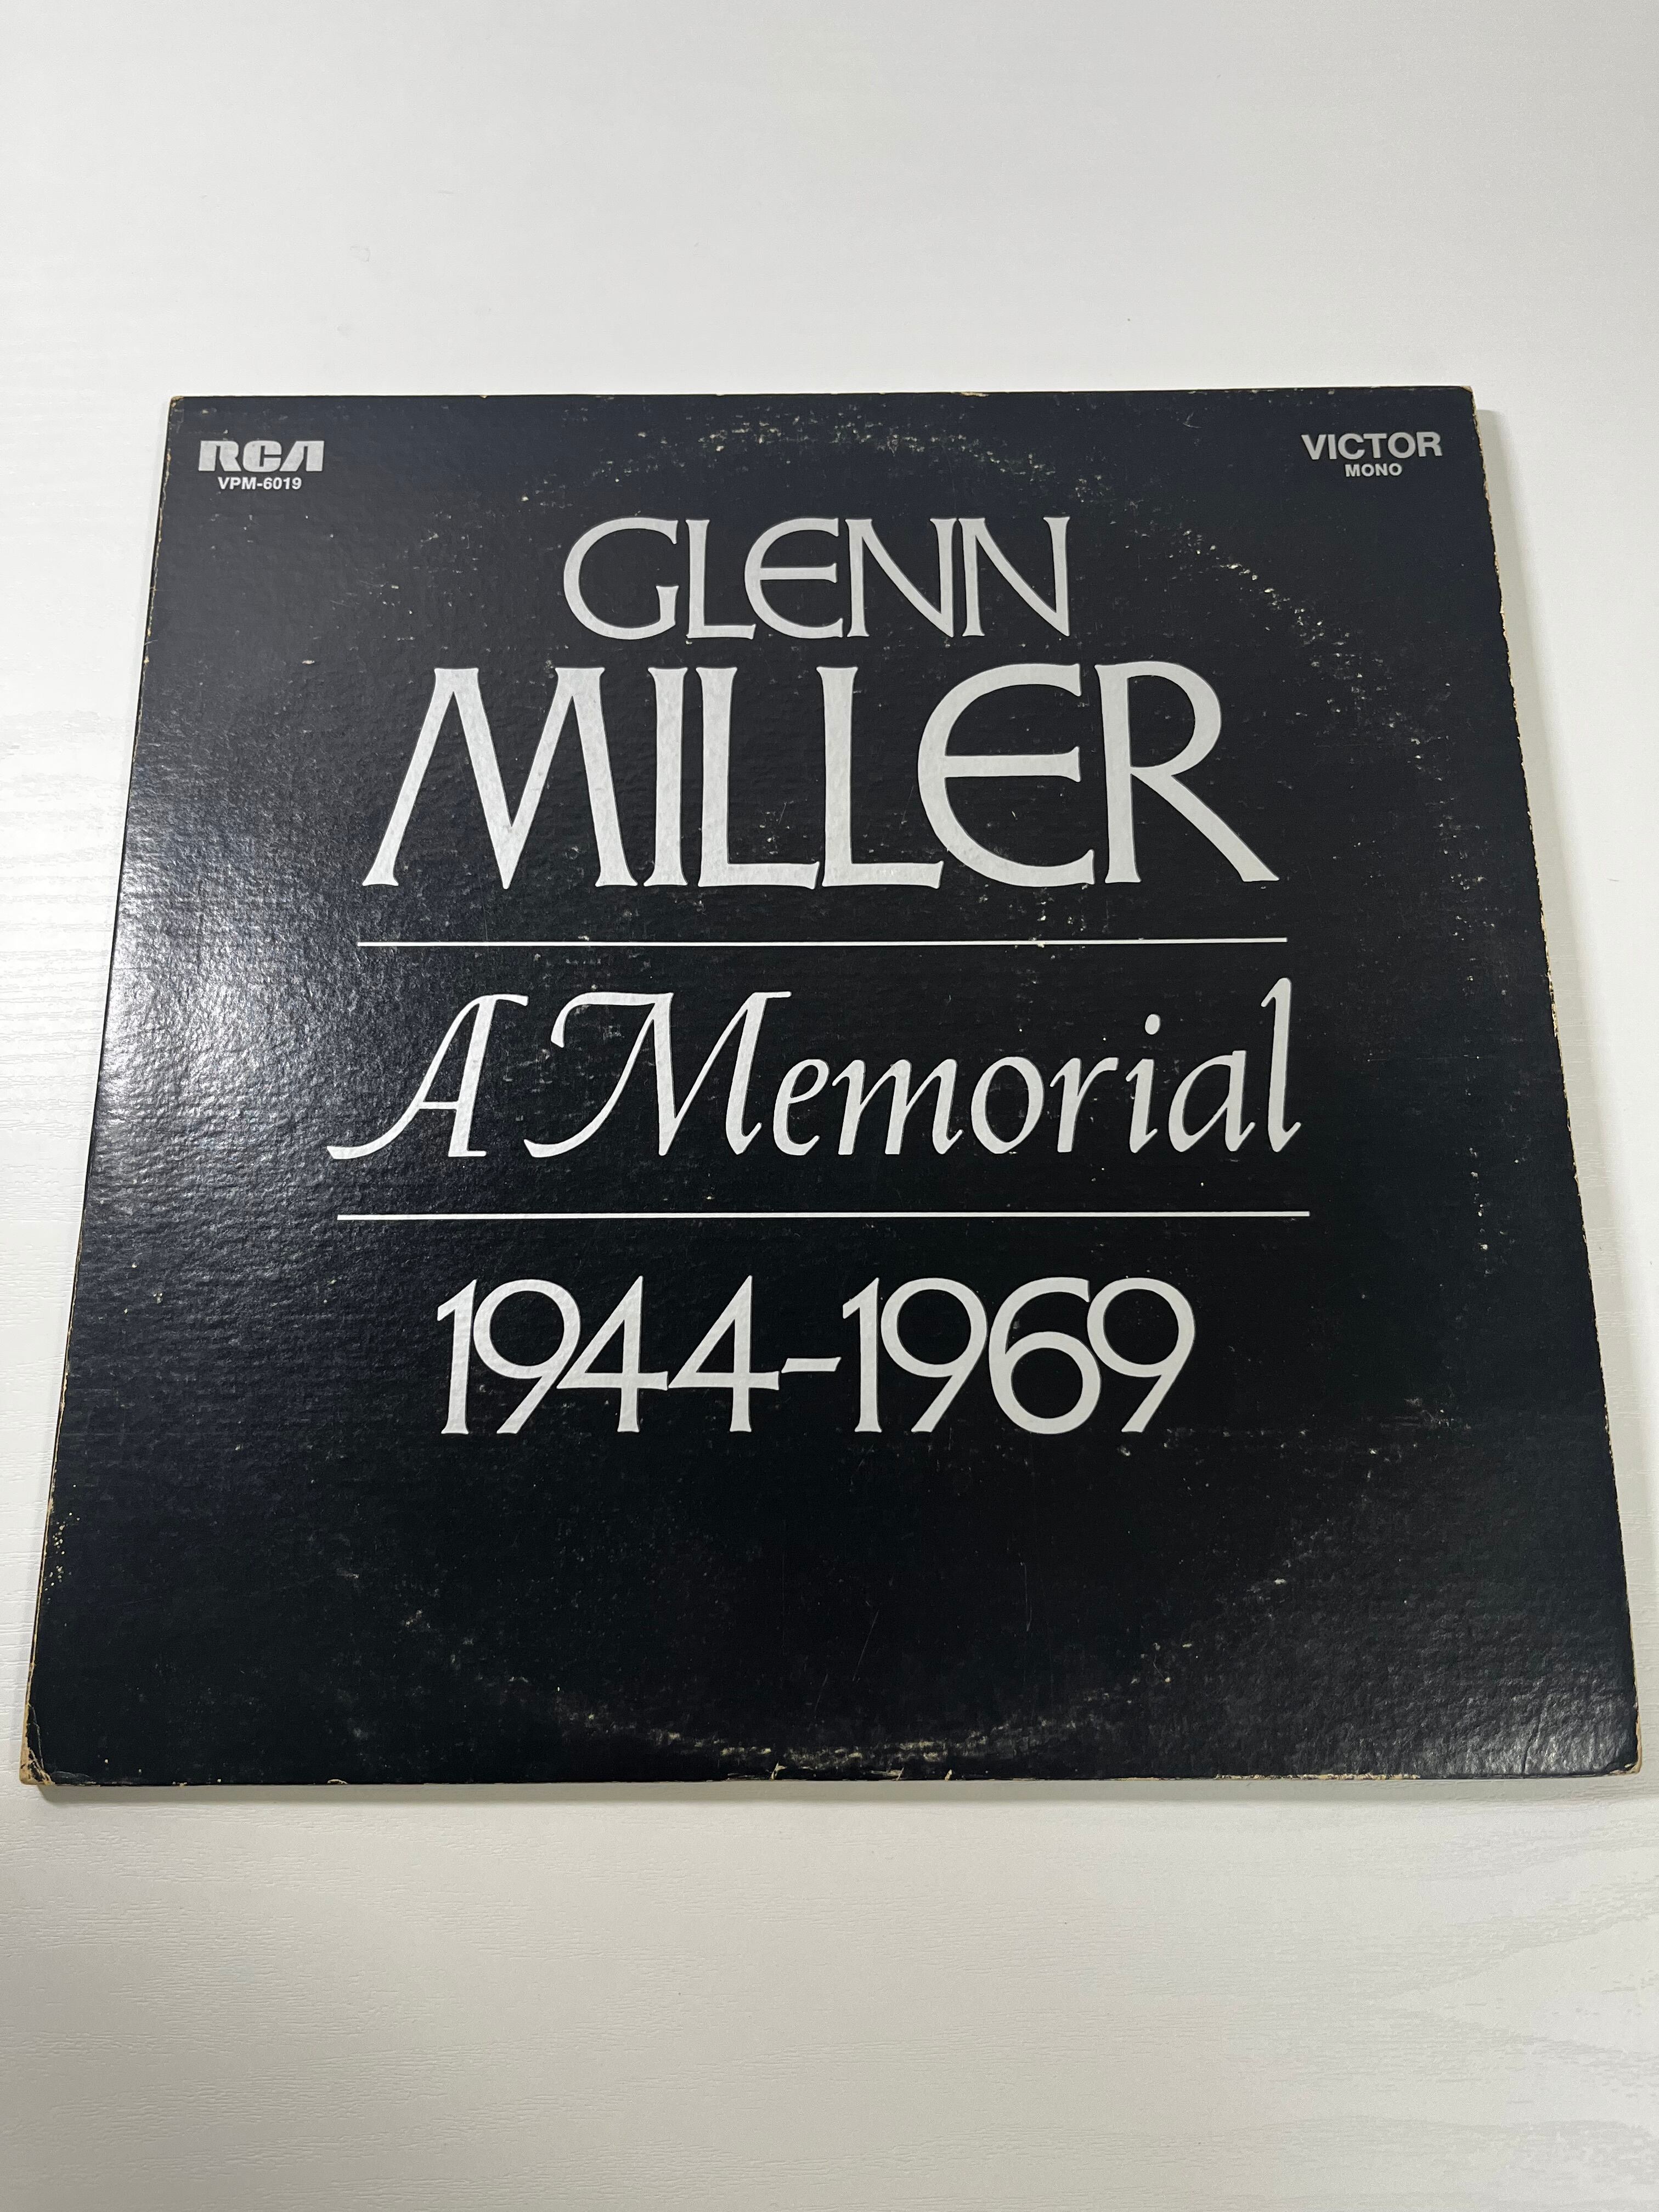 RCA
VPM-6019
VICTOR
MONO
GLENN
MILLER
A Memorial
1944-1969